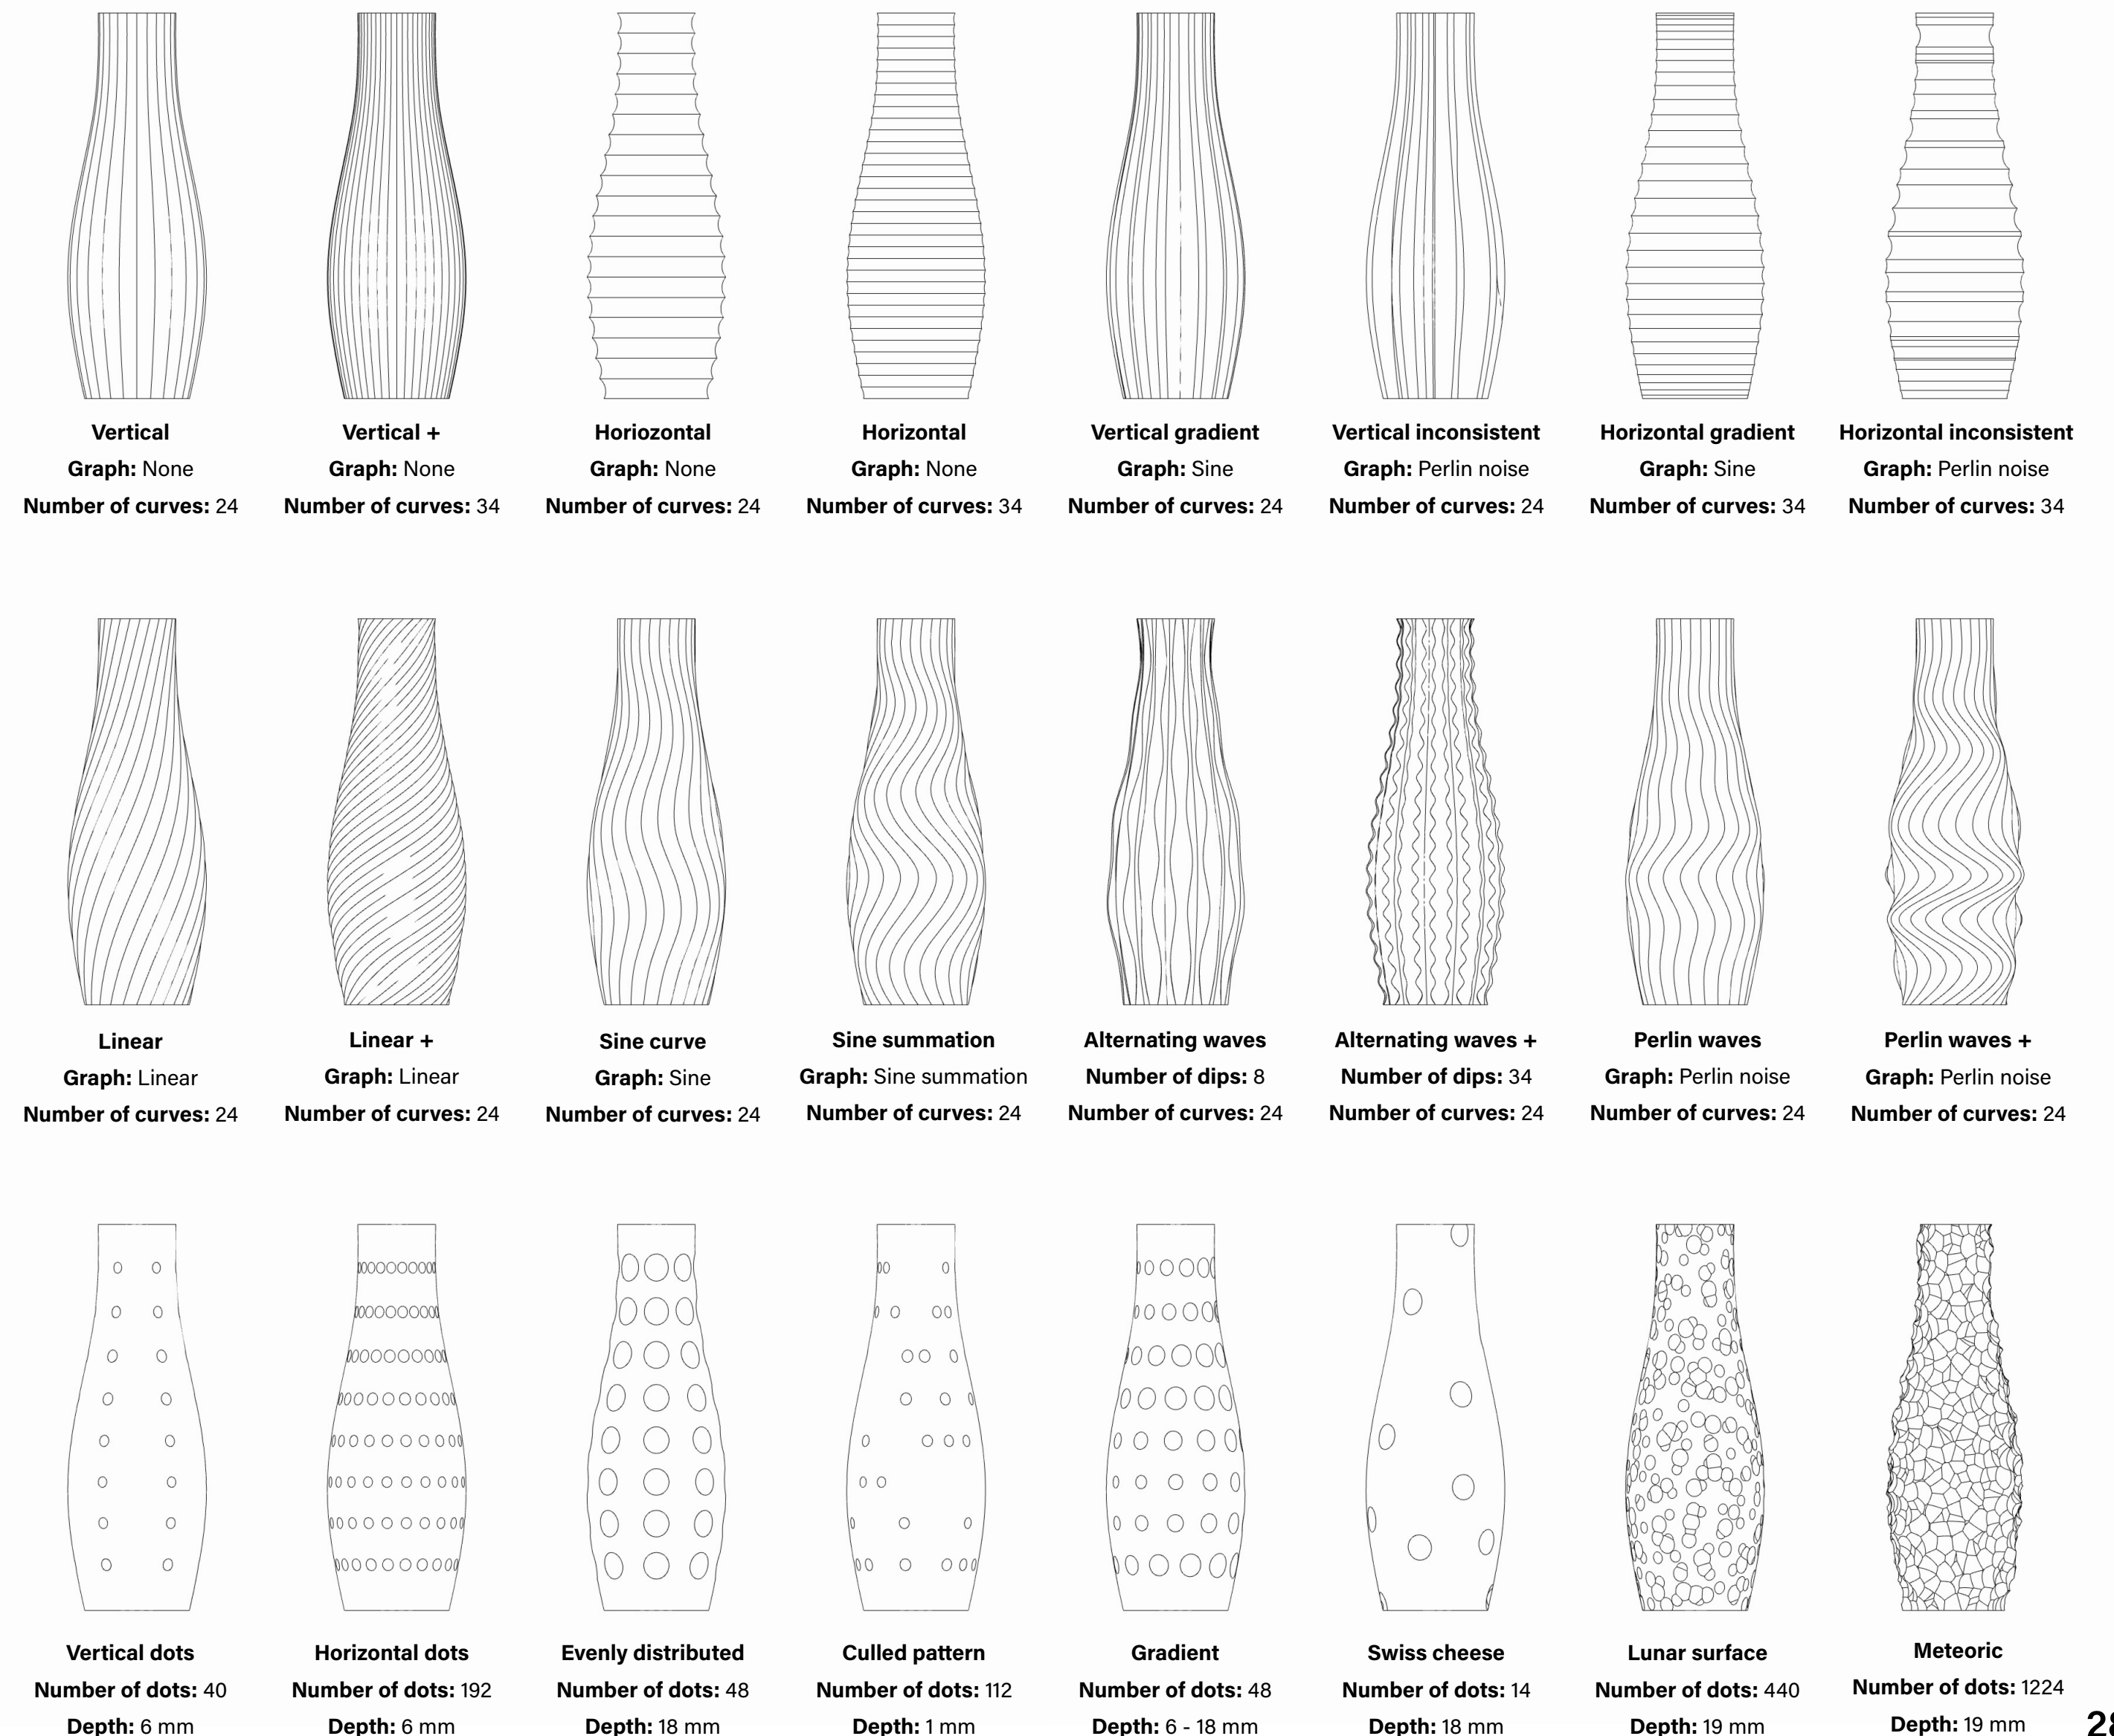 Vertical
Graph: None
Number of curves: 24
Vertical +
Graph: None
Number of curves: 34
Horiozontal
Graph: None
Number of curves: 24
Horizontal
Graph: None
Number of curves: 34
Vertical gradient
Graph: Sine
Number of curves: 24
Vertical inconsistent
Graph: Perlin noise
Number of curves: 24
Horizontal gradient
Graph: Sine
Number of curves: 34
Horizontal inconsistent
Graph: Perlin noise
Number of curves: 34
Linear
Graph: Linear
Number of curves: 24
Linear +
Graph: Linear
Number of curves: 24
Sine curve
Graph: Sine
Number of curves: 24
Sine summation
Graph: Sine summation
Number of curves: 24
Alternating waves
Number of dips: 8
Number of curves: 24
Alternating waves +
Number of dips: 34
Number of curves: 24
Perlin waves
Graph: Perlin noise
Number of curves: 24
Perlin waves +
Graph: Perlin noise
Number of curves: 24
Vertical dots
Number of dots: 40
Depth: 6 mm
Horizontal dots
Number of dots: 192
Depth: 6 mm
Evenly distributed
Number of dots: 48
Depth: 18 mm
Culled pattern
Number of dots: 112
Depth: 1 mm
Gradient
Number of dots: 48
Depth: 6 - 18 mm
Swiss cheese
Number of dots: 14
Depth: 18 mm
Lunar surface
Number of dots: 440
Depth: 19 mm
Meteoric
Number of dots: 1224
Depth: 19 mm